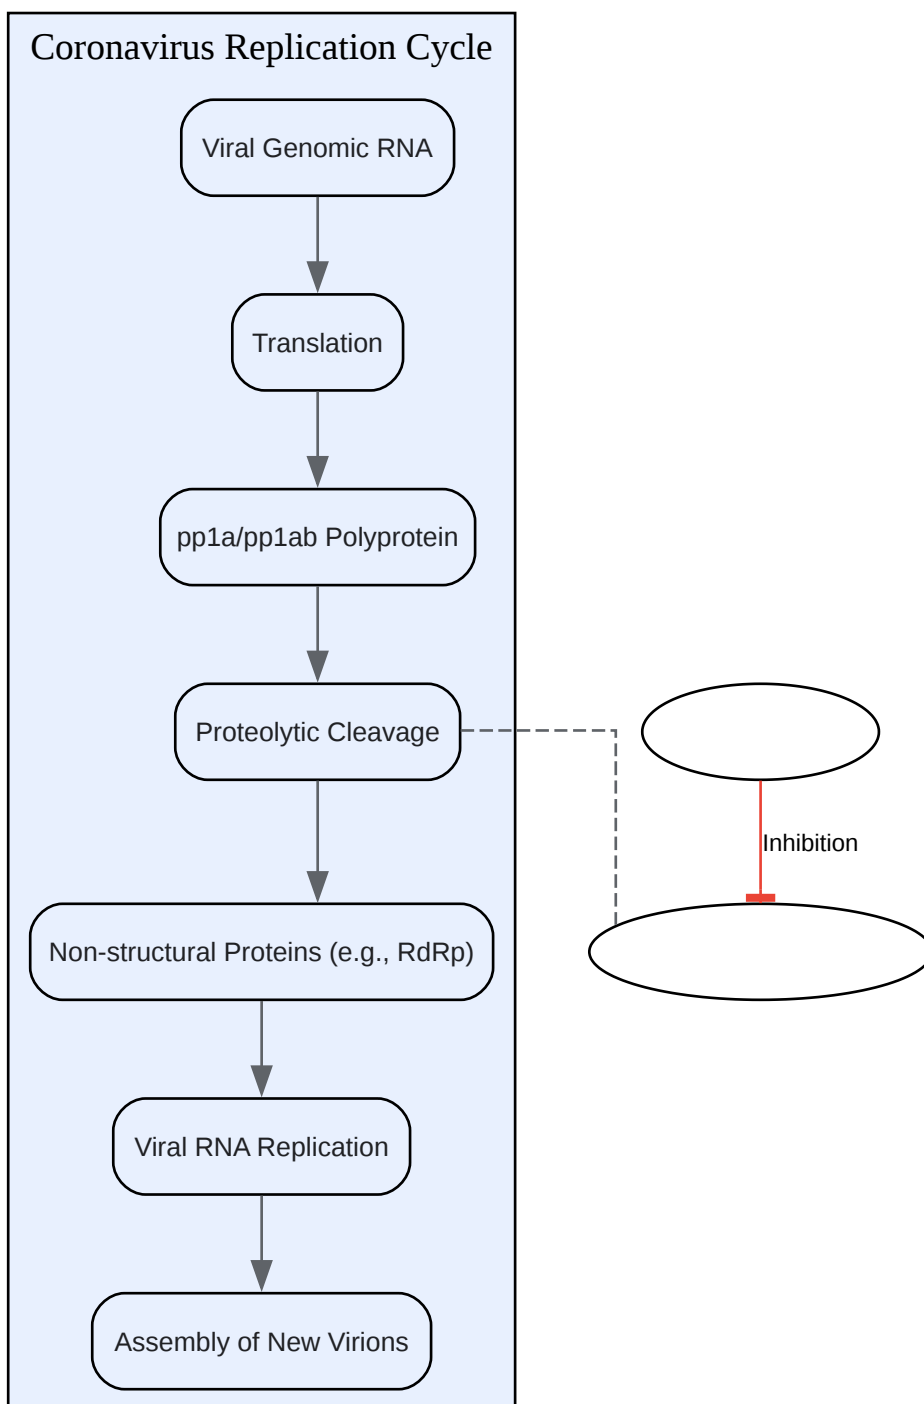 Coronavirus Replication Cycle
Viral Genomic RNA
Translation
pp1a/pp1ab Polyprotein
Proteolytic Cleavage
Inhibition
Non-structural Proteins (e.g., RdRp)
Viral RNA Replication
Assembly of New Virions